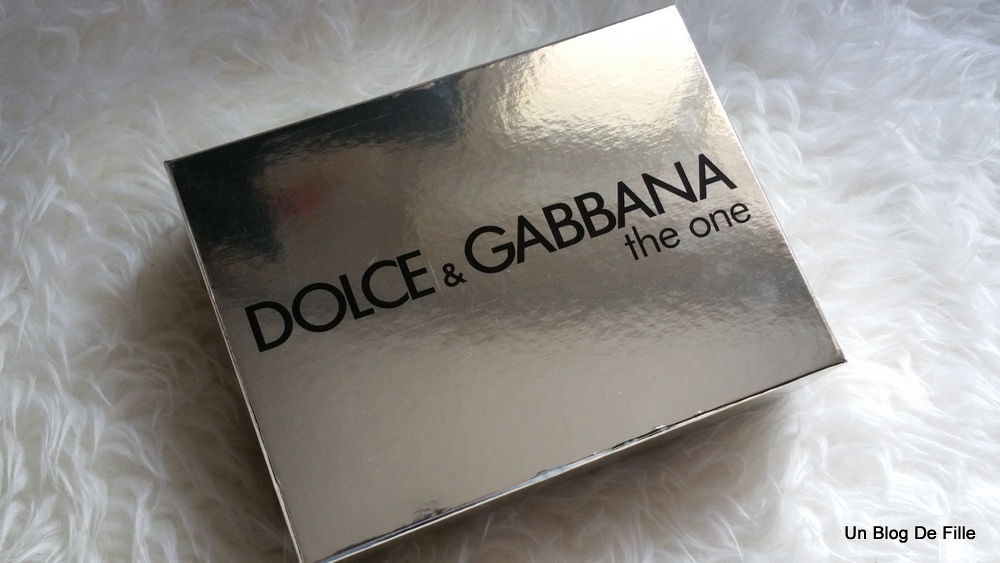 DOLCE & GABBANA
the one
Un Blog De Fille